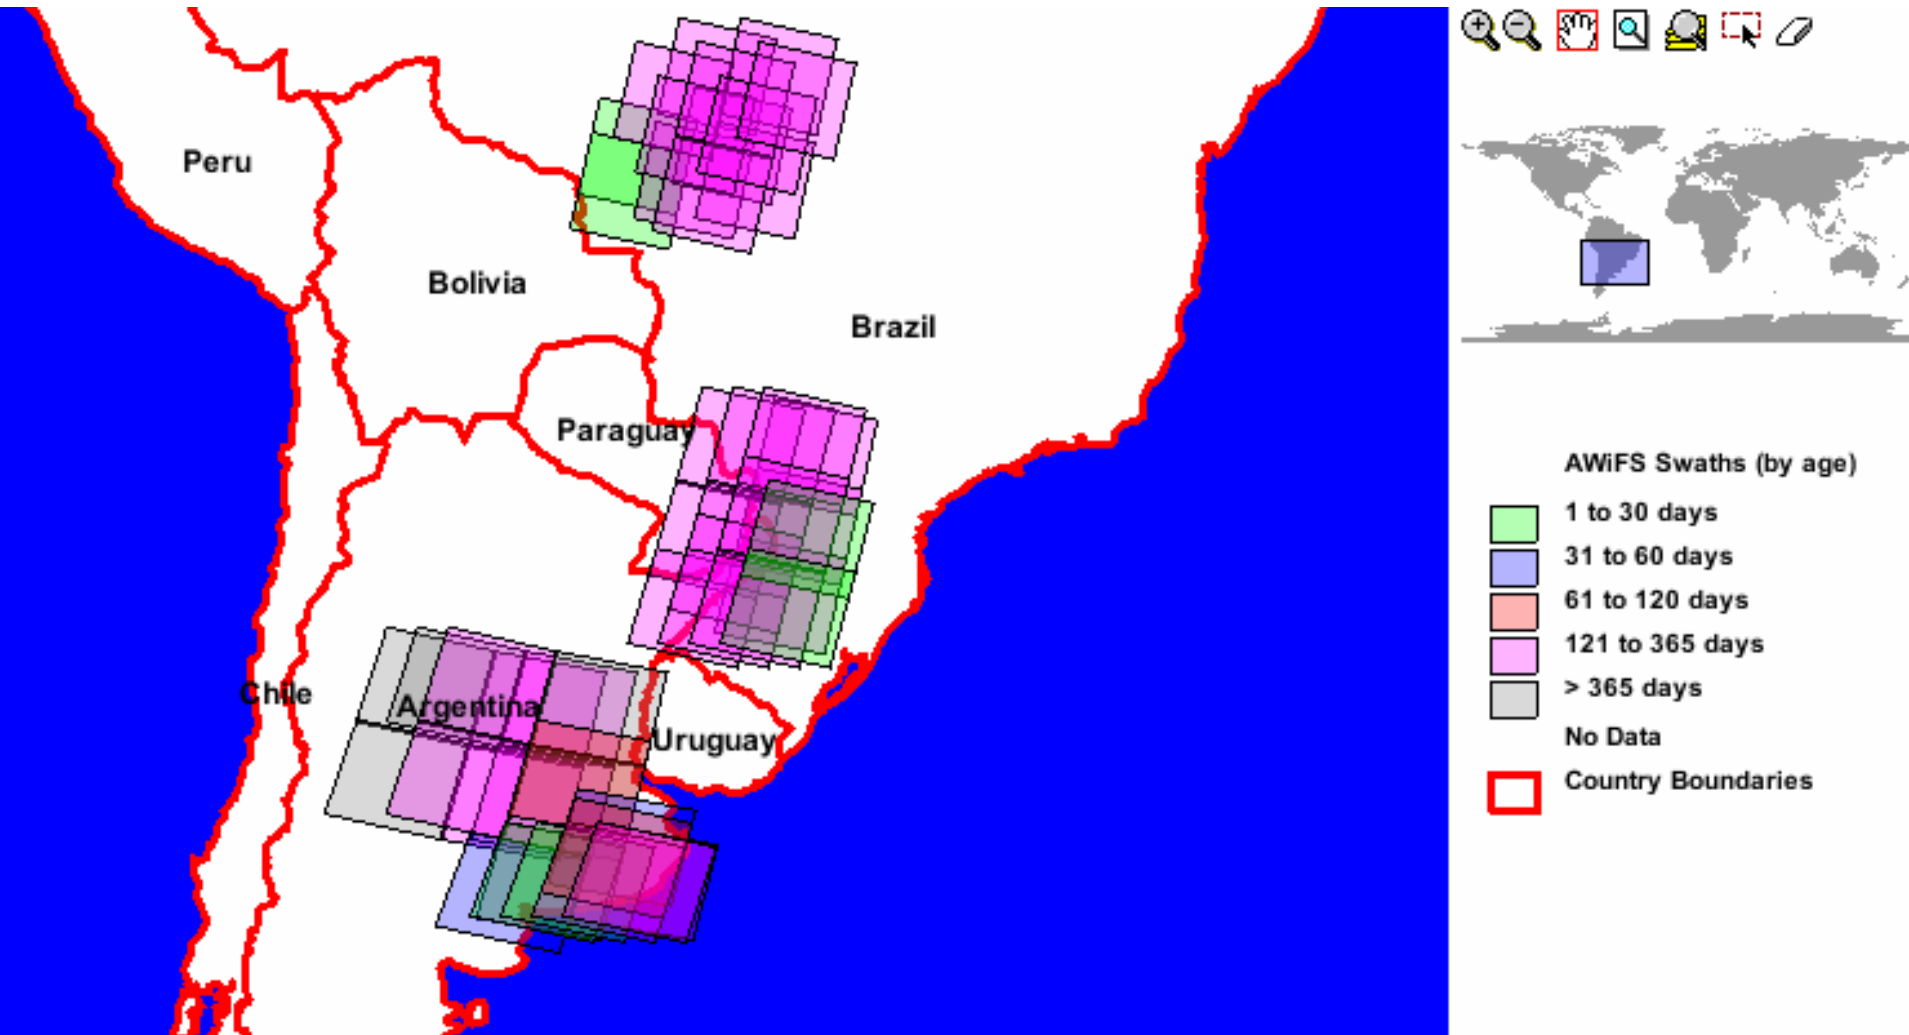 Peru
Bolivia
Brazil
Paraguay
Chile
Argentina
Uruguay
AWiFS Swaths (by age)
1 to 30 days
31 to 60 days
61 to 120 days
121 to 365 days
> 365 days
No Data
Country Boundaries